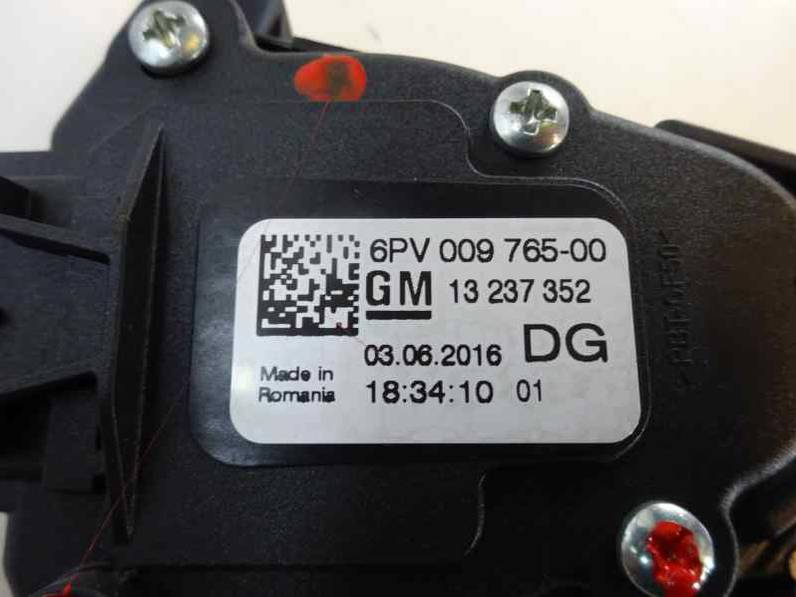 6PV 009 765-00
GM 13 237 352
03.06.2016 DG
Made in
Romania
18:34:10 01